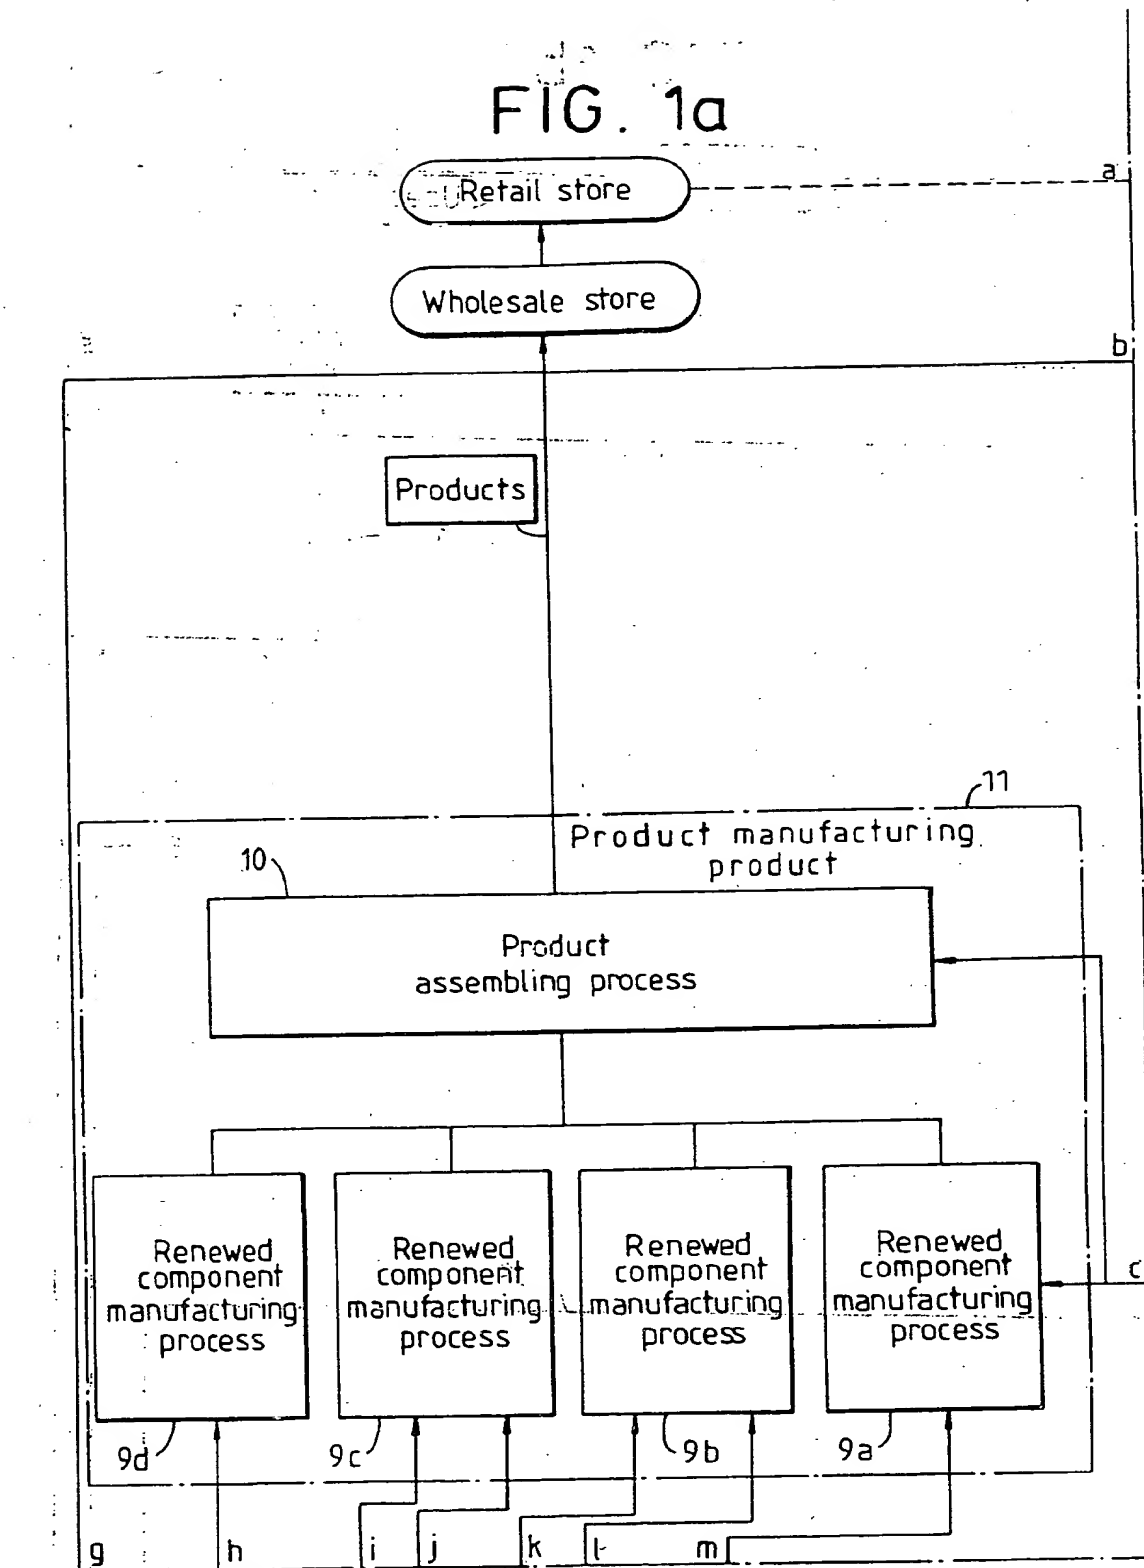 FIG. 1a
Retail store
a
Wholesale store
b
Products
11
Product manufacturing
product
10
Product
assembling process
Renewed
component
manufacturing
process
Renewed
component
manufacturing
process
Renewed
component
manufacturing
process
Renewed
component
manufacturing
process
c
9d
9c
9b
9a
g
h
i
j
k
l
m